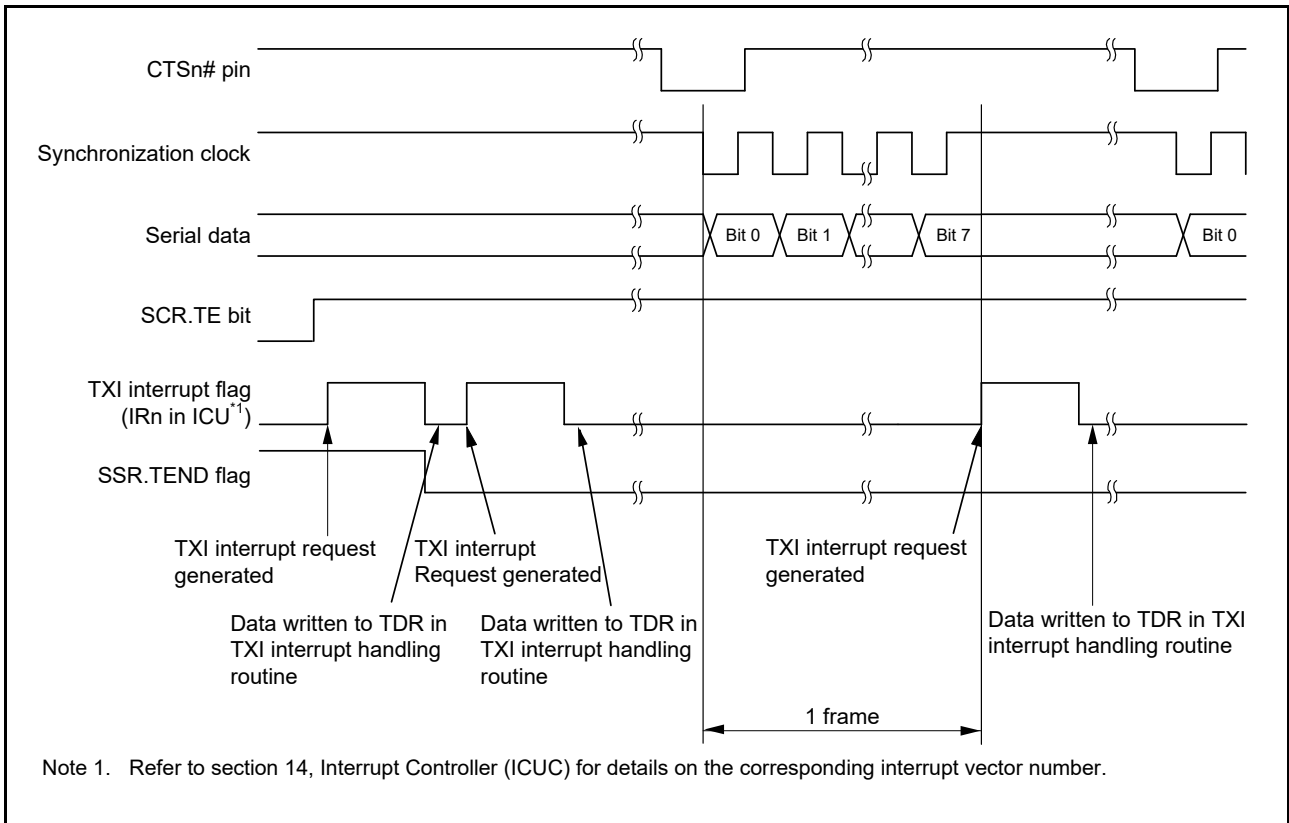 CTSn# pin
Synchronization clock
Serial data
Bit 0
Bit 1
Bit 7
Bit 0
SCR.TE bit
TXI interrupt flag
(IRn in ICU*1)
SSR.TEND flag
TXI interrupt request
generated
TXI interrupt
Request generated
TXI interrupt request
generated
Data written to TDR in
TXI interrupt handling
routine
Data written to TDR in
TXI interrupt handling
routine
Data written to TDR in TXI
interrupt handling routine
1 frame
Note 1. Refer to section 14, Interrupt Controller (ICUC) for details on the corresponding interrupt vector number.